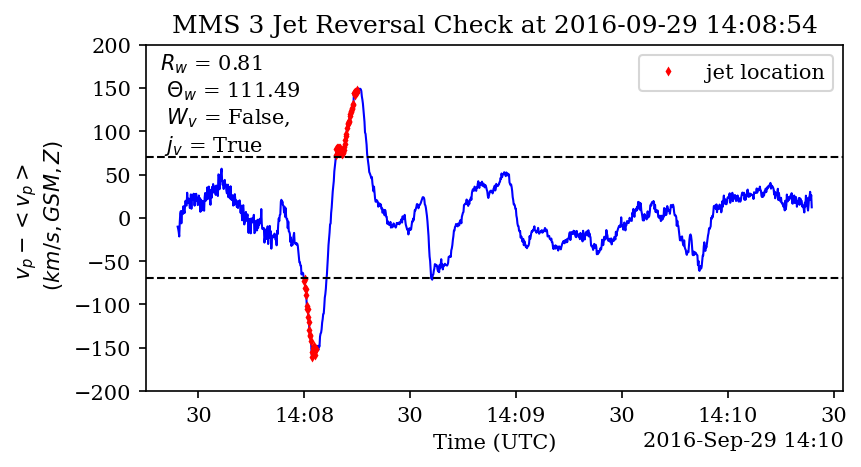 MMS 3 Jet Reversal Check at 2016-09-29 14:08:54
R_w = 0.81
Θ_w = 111.49
W_v = False,
j_v = True
jet location
200
150
100
50
0
−50
−100
−150
−200
v_p − < v_p >
(km/s, GSM, Z)
30
14:08
30
14:09
30
14:10
30
Time (UTC)
2016-Sep-29 14:10